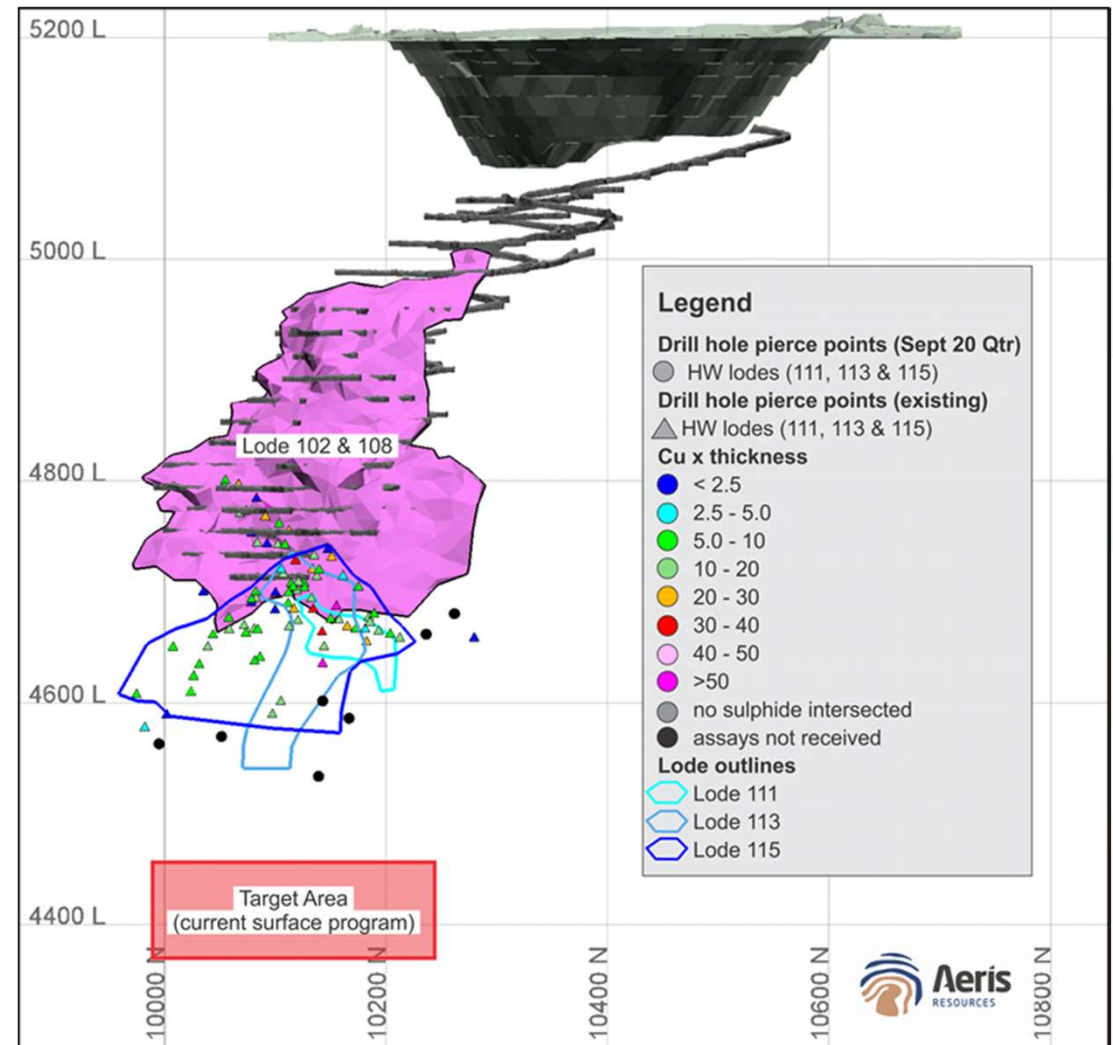 5200 L
5000 L
4800 L
4600 L
4400 L
10000 N
10200 N
10400 N
10600 N
10800 N
Lode 102 & 108
Target Area
(current surface program)
Legend
Drill hole pierce points (Sept 20 Qtr)
HW lodes (111, 113 & 115)
Drill hole pierce points (existing)
HW lodes (111, 113 & 115)
Cu x thickness
< 2.5
2.5 - 5.0
5.0 - 10
10 - 20
20 - 30
30 - 40
40 - 50
>50
no sulphide intersected
assays not received
Lode outlines
Lode 111
Lode 113
Lode 115
Aeris
RESOURCES